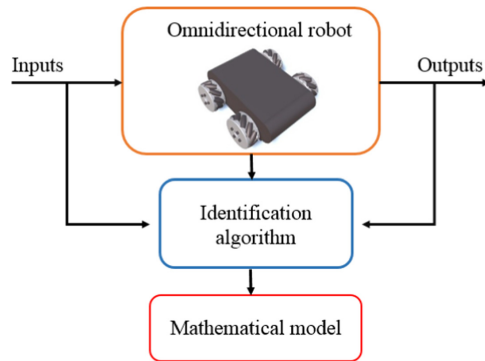 Omnidirectional robot
Inputs
Outputs
Identification
algorithm
Mathematical model